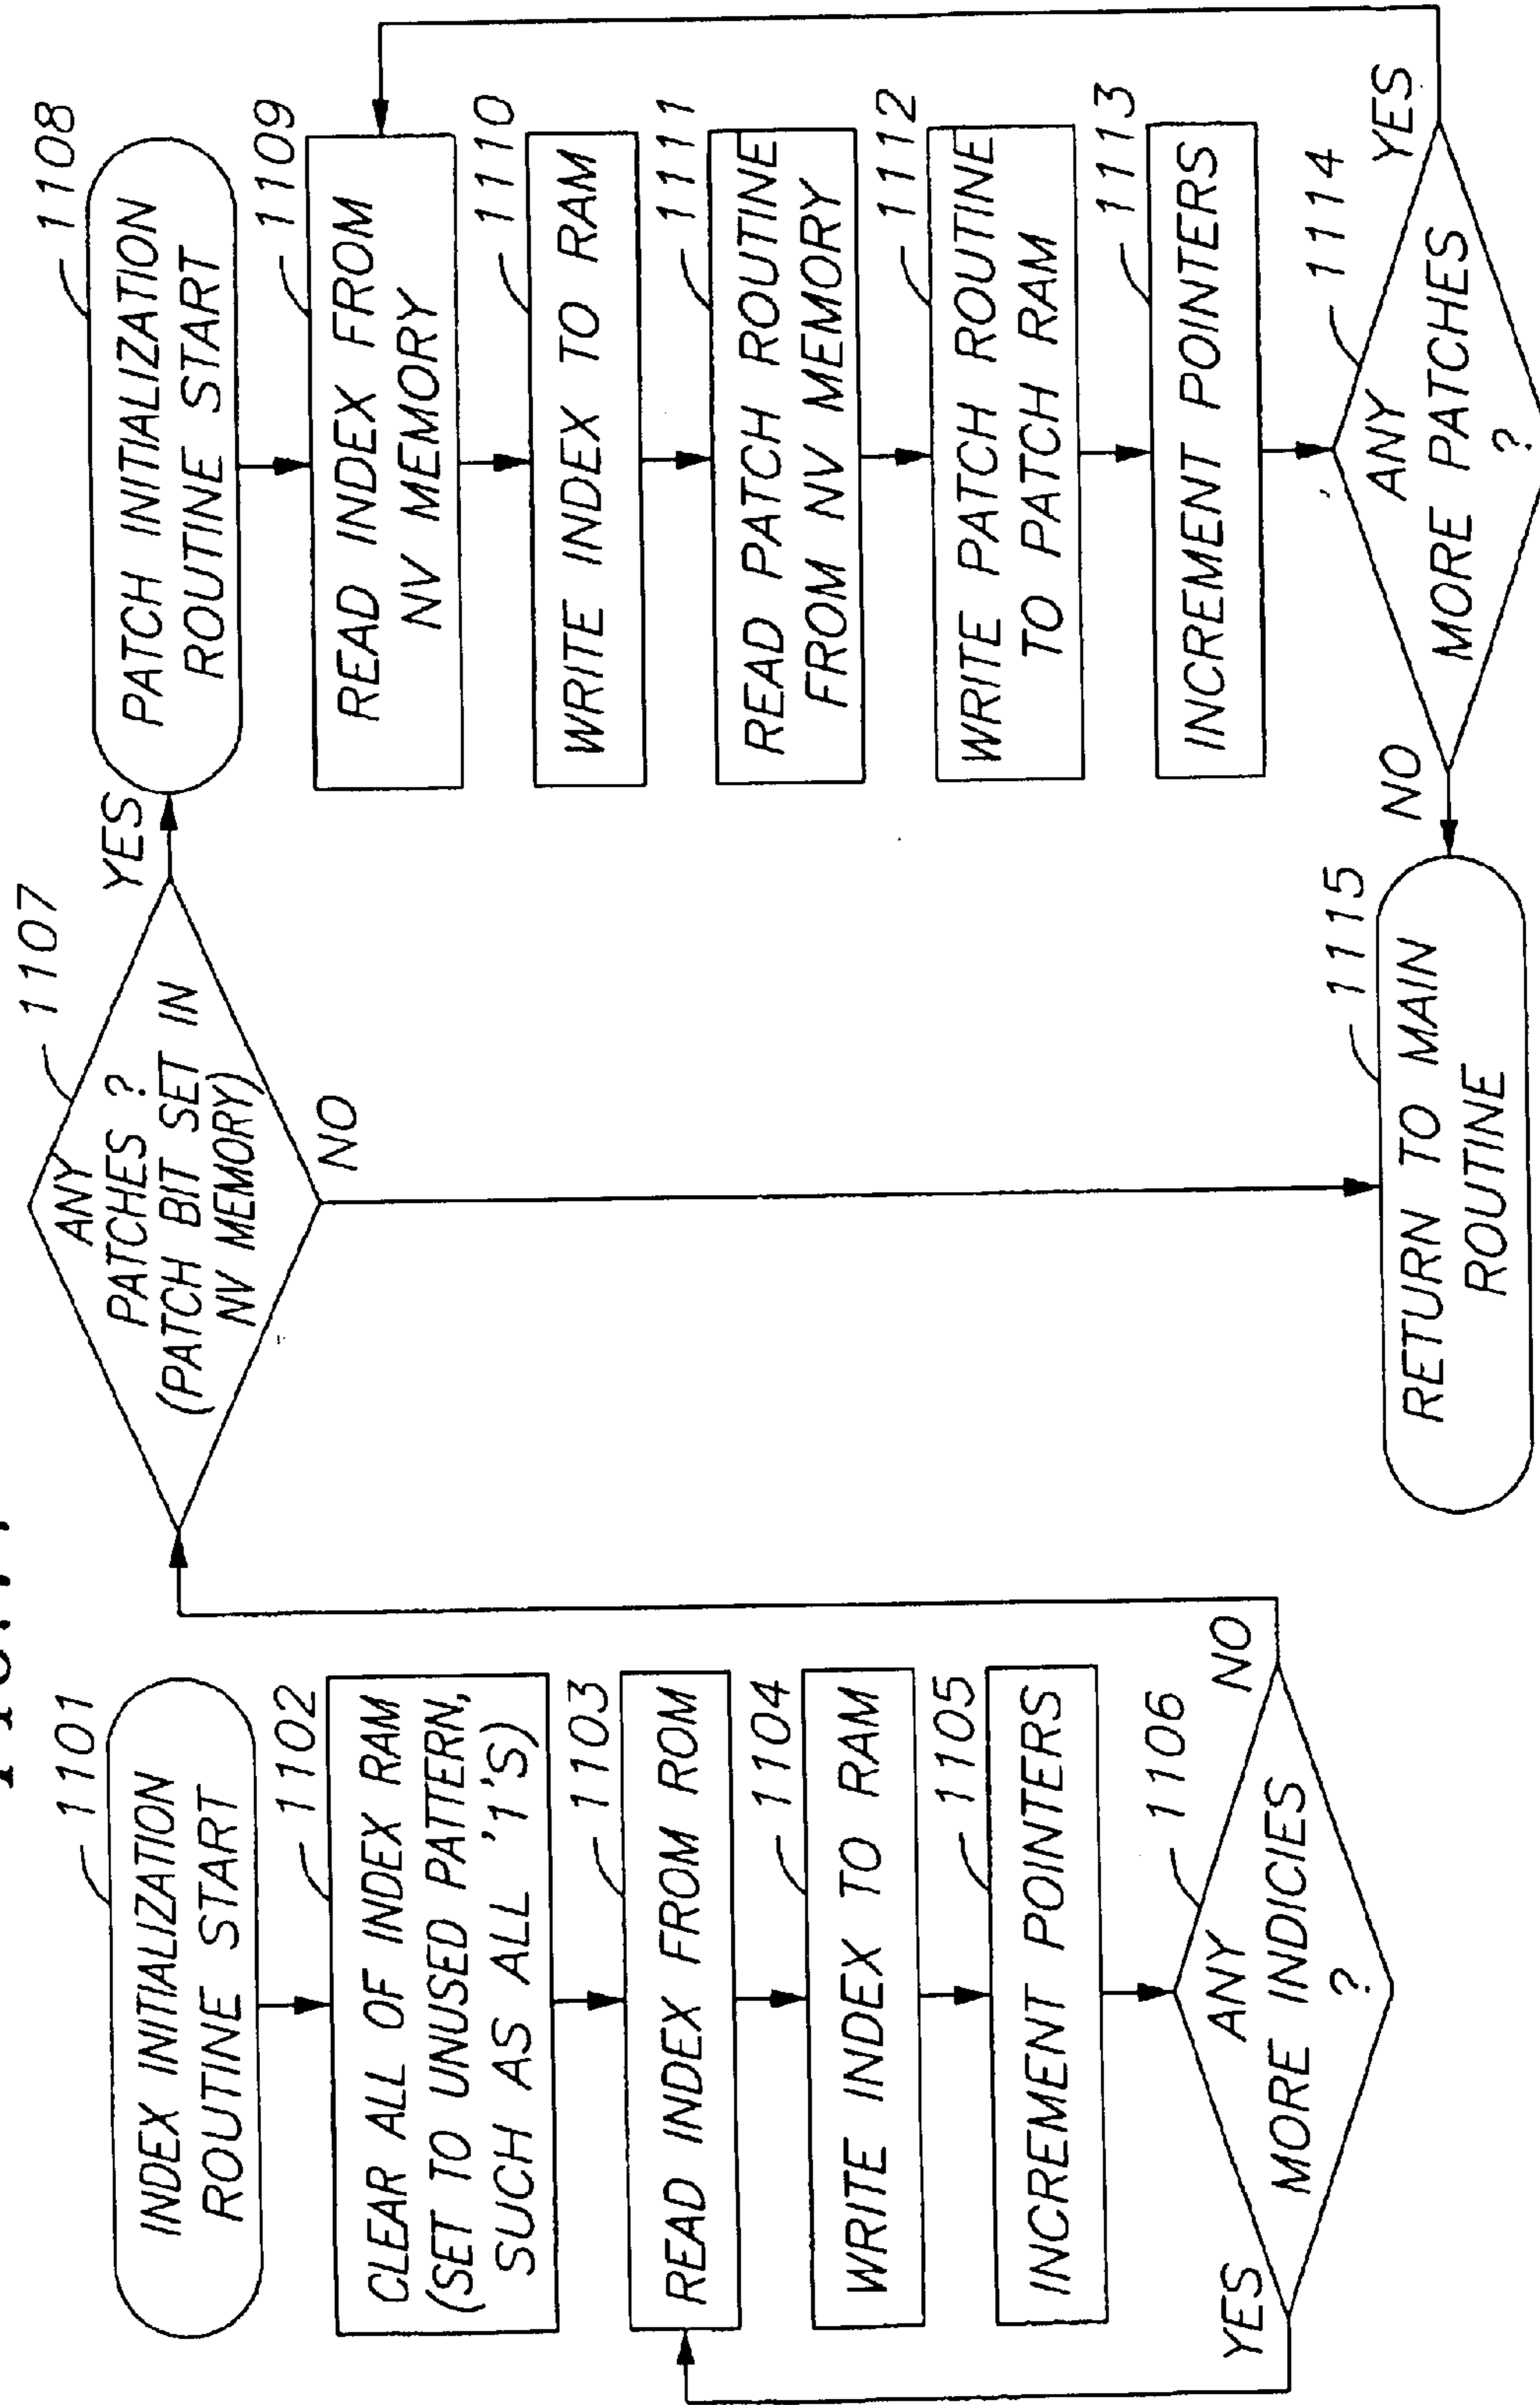 1101
INDEX INITIALIZATION
ROUTINE START
1102
CLEAR ALL OF INDEX RAM
(SET TO UNUSED PATTERN,
SUCH AS ALL '1'S)
1103
READ INDEX FROM ROM
1104
WRITE INDEX TO RAM
1105
INCREMENT POINTERS
1106
ANY
MORE INDICIES
?
YES
NO
1107
ANY
PATCHES ?
(PATCH BIT SET IN
NV MEMORY)
YES
NO
1108
PATCH INITIALIZATION
ROUTINE START
1109
READ INDEX FROM
NV MEMORY
1110
WRITE INDEX TO RAM
1111
READ PATCH ROUTINE
FROM NV MEMORY
1112
WRITE PATCH ROUTINE
TO PATCH RAM
1113
INCREMENT POINTERS
1114
ANY
MORE PATCHES
?
YES
NO
1115
RETURN TO MAIN
ROUTINE